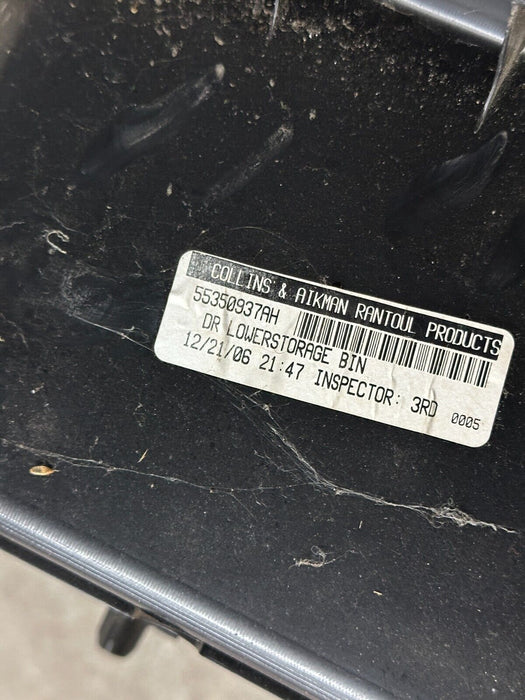 COLLINS & AIKMAN RANTOUL PRODUCTS
55350937AH
DR LOWERSTORAGE BIN
12/21/06 21:47 INSPECTOR: 3RD 0005